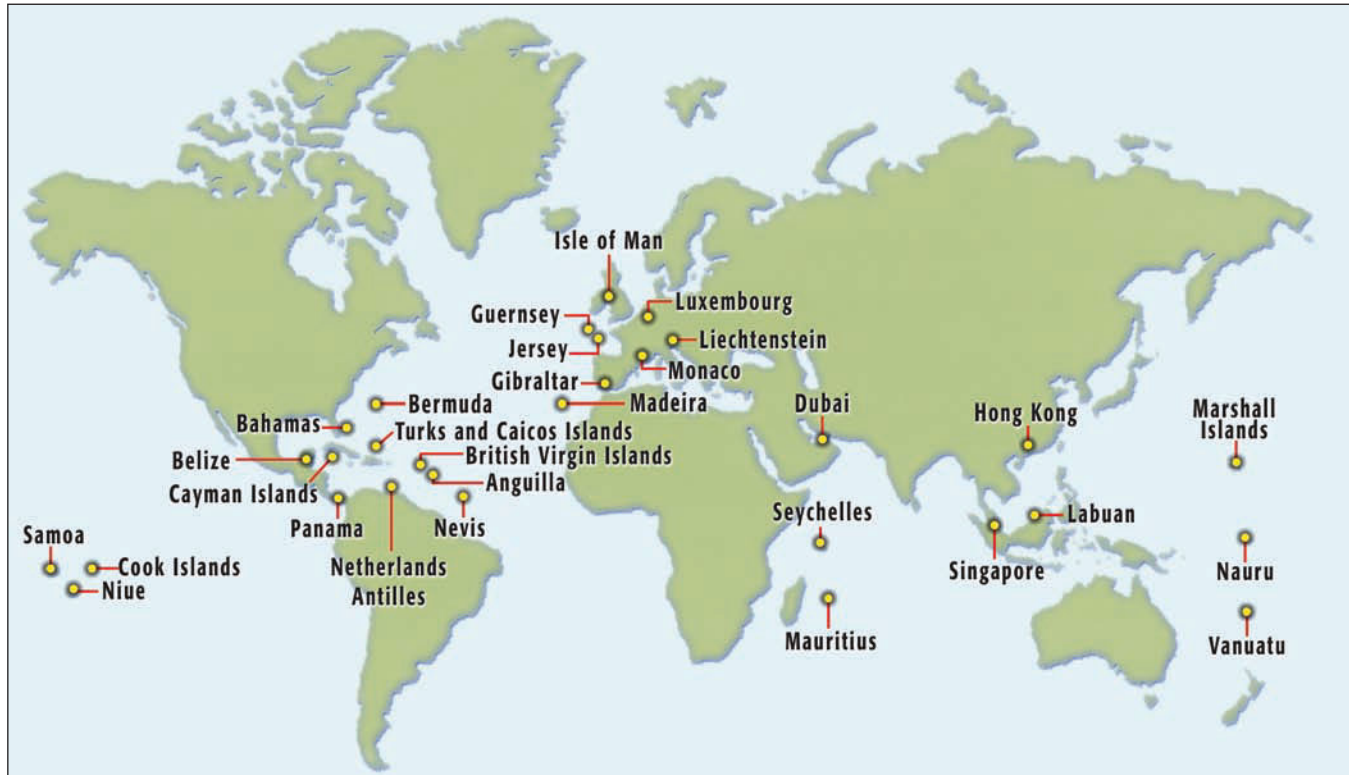 Isle of Man
Luxembourg
Guernsey
Liechtenstein
Jersey
Monaco
Gibraltar
Madeira
Bermuda
Dubai
Hong Kong
Marshall
Islands
Bahamas
Turks and Caicos Islands
British Virgin Islands
Belize
Anguilla
Cayman Islands
Panama
Nevis
Seychelles
Labuan
Samoa
Cook Islands
Netherlands
Antilles
Singapore
Nauru
Niue
Mauritius
Vanuatu